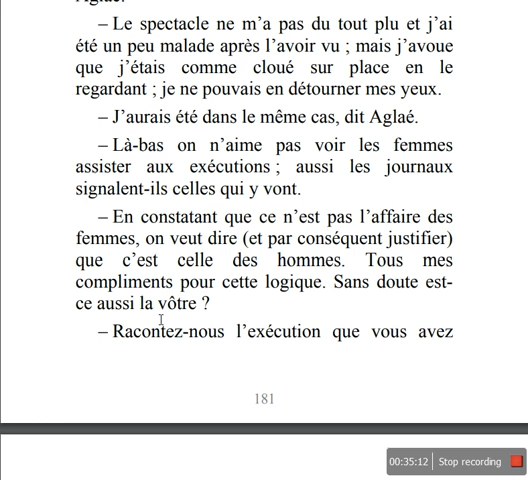 – Le spectacle ne m’a pas du tout plu et j’ai
été un peu malade après l’avoir vu ; mais j’avoue
que j’étais comme cloué sur place en le
regardant ; je ne pouvais en détourner mes yeux.
– J’aurais été dans le même cas, dit Aglaé.
– Là-bas on n’aime pas voir les femmes
assister aux exécutions ; aussi les journaux
signalent-ils celles qui y vont.
– En constatant que ce n’est pas l’affaire des
femmes, on veut dire (et par conséquent justifier)
que c’est celle des hommes. Tous mes
compliments pour cette logique. Sans doute est-
ce aussi la vôtre ?
– Racontez-nous l’exécution que vous avez
181
00:35:12 Stop recording